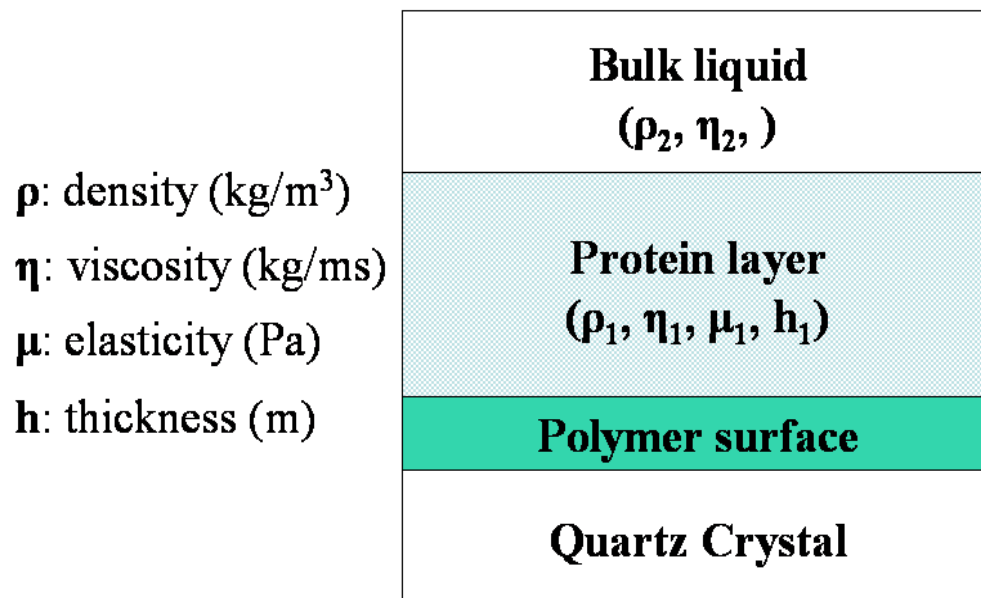 Bulk liquid
(ρ₂, η₂, )
ρ: density (kg/m³)
η: viscosity (kg/ms)
μ: elasticity (Pa)
h: thickness (m)
Protein layer
(ρ₁, η₁, μ₁, h₁)
Polymer surface
Quartz Crystal